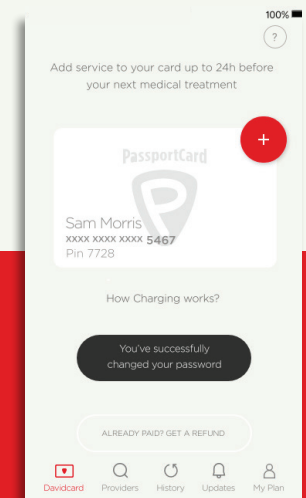 100%
?
Add service to your card up to 24h before
your next medical treatment
+
PassportCard
Sam Morris
xxxx xxxx xxxx 5467
Pin 7728
How Charging works?
You've successfully
changed your password
ALREADY PAID? GET A REFUND
Davidcard Providers History Updates My Plan